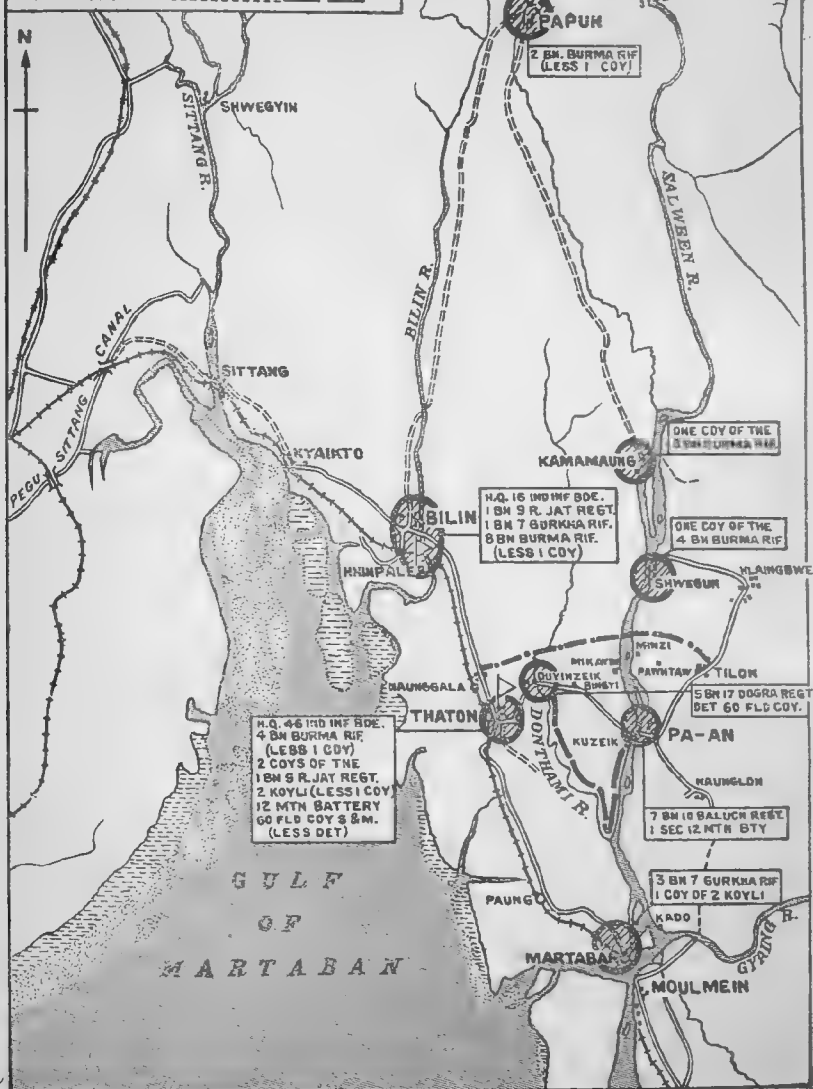 PAPUN
2 BN. BURMA RIF
(LESS 1 COY)
N
SHWEGYIN
SITTANG R.
SALWEEN R.
BILIN R.
CANAL
SITTANG
PEGU-SITTANG
KYAIKTO
KAMAMAUNG
ONE COY OF THE
BN BURMA RIF.
BILIN
H.Q. 16 IND INF BDE.
1 BN 9 R. JAT REGT.
1 BN 7 GURKHA RIF.
8 BN BURMA RIF.
(LESS 1 COY)
ONE COY OF THE
4 BN BURMA RIF
HNINPALE
SHWEGUN
HLAINGBWE
MINZI
MIKAYIN
PAWNTAW
TILON
DUYINZEIK
BINGYI
NAUNGGALA
5 BN 17 DOGRA REGT
DET 60 FLD COY.
THATON
H.Q. 46 IND INF BDE.
4 BN BURMA RIF.
(LESS 1 COY)
2 COYS OF THE
1 BN 9 R. JAT REGT.
2 KOYLI (LESS 1 COY)
12 MTN BATTERY
60 FLD COY S & M.
(LESS DET)
DONTHAMI R.
KUZEIK
PA-AN
NAUNGLON
7 BN 10 BALUCH REGT.
1 SEC 12 MTN BTY
3 BN 7 GURKHA RIF
1 COY OF 2 KOYLI
GULF
OF
MARTABAN
PAUNG
KADO
GYAING R.
MARTABA
MOULMEIN